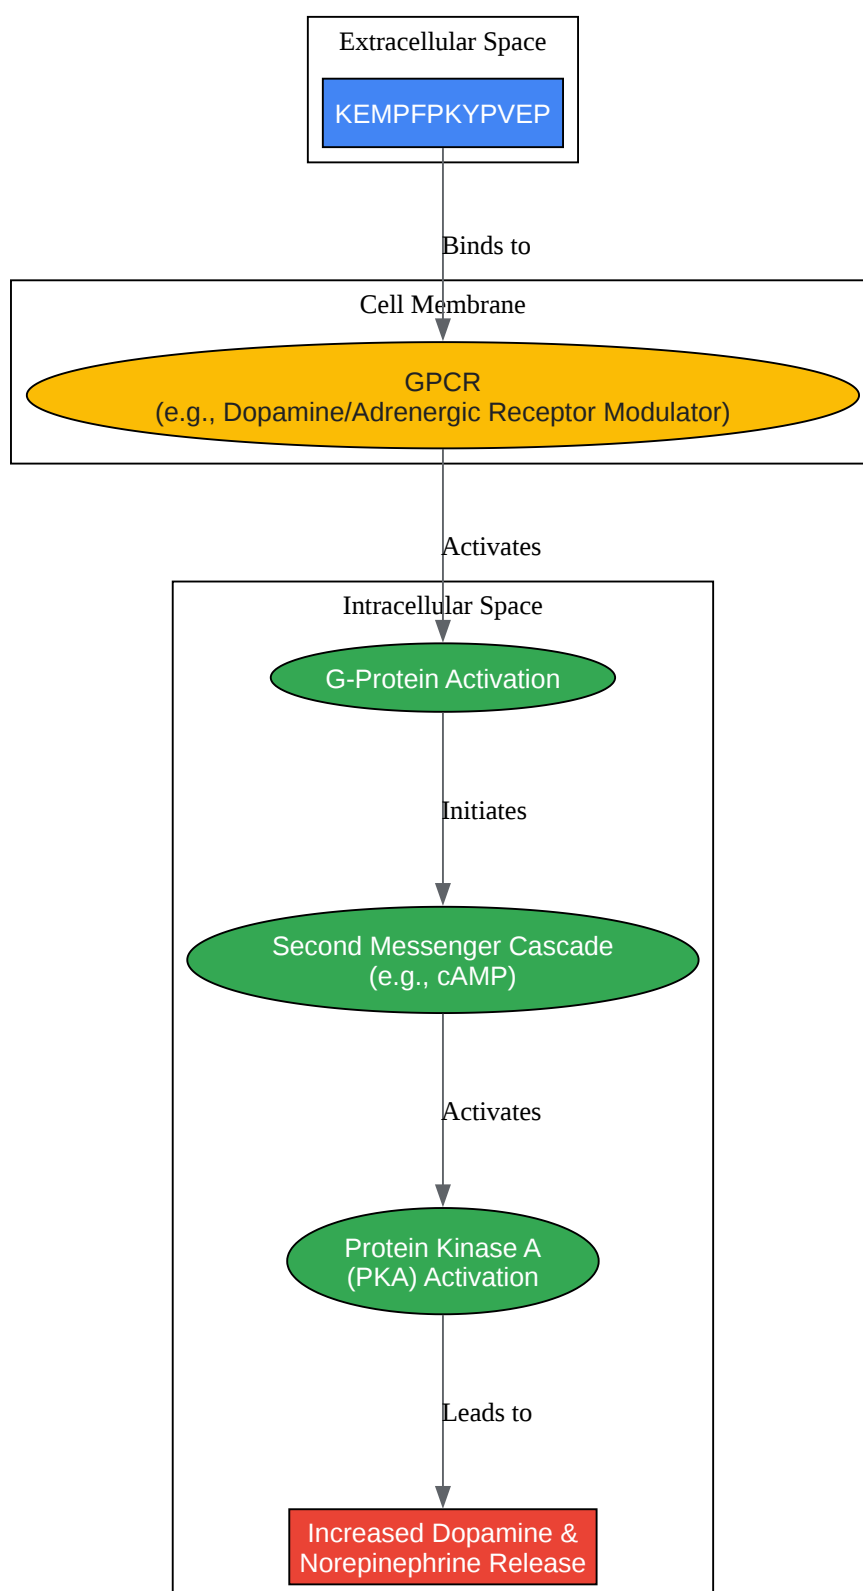 Extracellular Space
KEMPFPKYPVEP
Binds to
Cell Membrane
GPCR
(e.g., Dopamine/Adrenergic Receptor Modulator)
Activates
Intracellular Space
G-Protein Activation
Initiates
Second Messenger Cascade
(e.g., cAMP)
Activates
Protein Kinase A
(PKA) Activation
Leads to
Increased Dopamine &
Norepinephrine Release